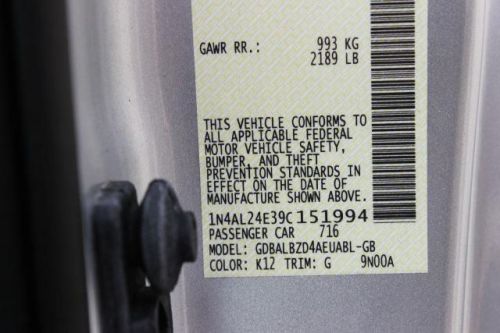 GAWR RR.: 993 KG
2189 LB
THIS VEHICLE CONFORMS TO
ALL APPLICABLE FEDERAL
MOTOR VEHICLE SAFETY,
BUMPER, AND THEFT
PREVENTION STANDARDS IN
EFFECT ON THE DATE OF
MANUFACTURE SHOWN ABOVE.
1N4AL24E39C151994
PASSENGER CAR 716
MODEL: GDBALBZD4AEUABL-GB
COLOR: K12 TRIM: G 9N00A